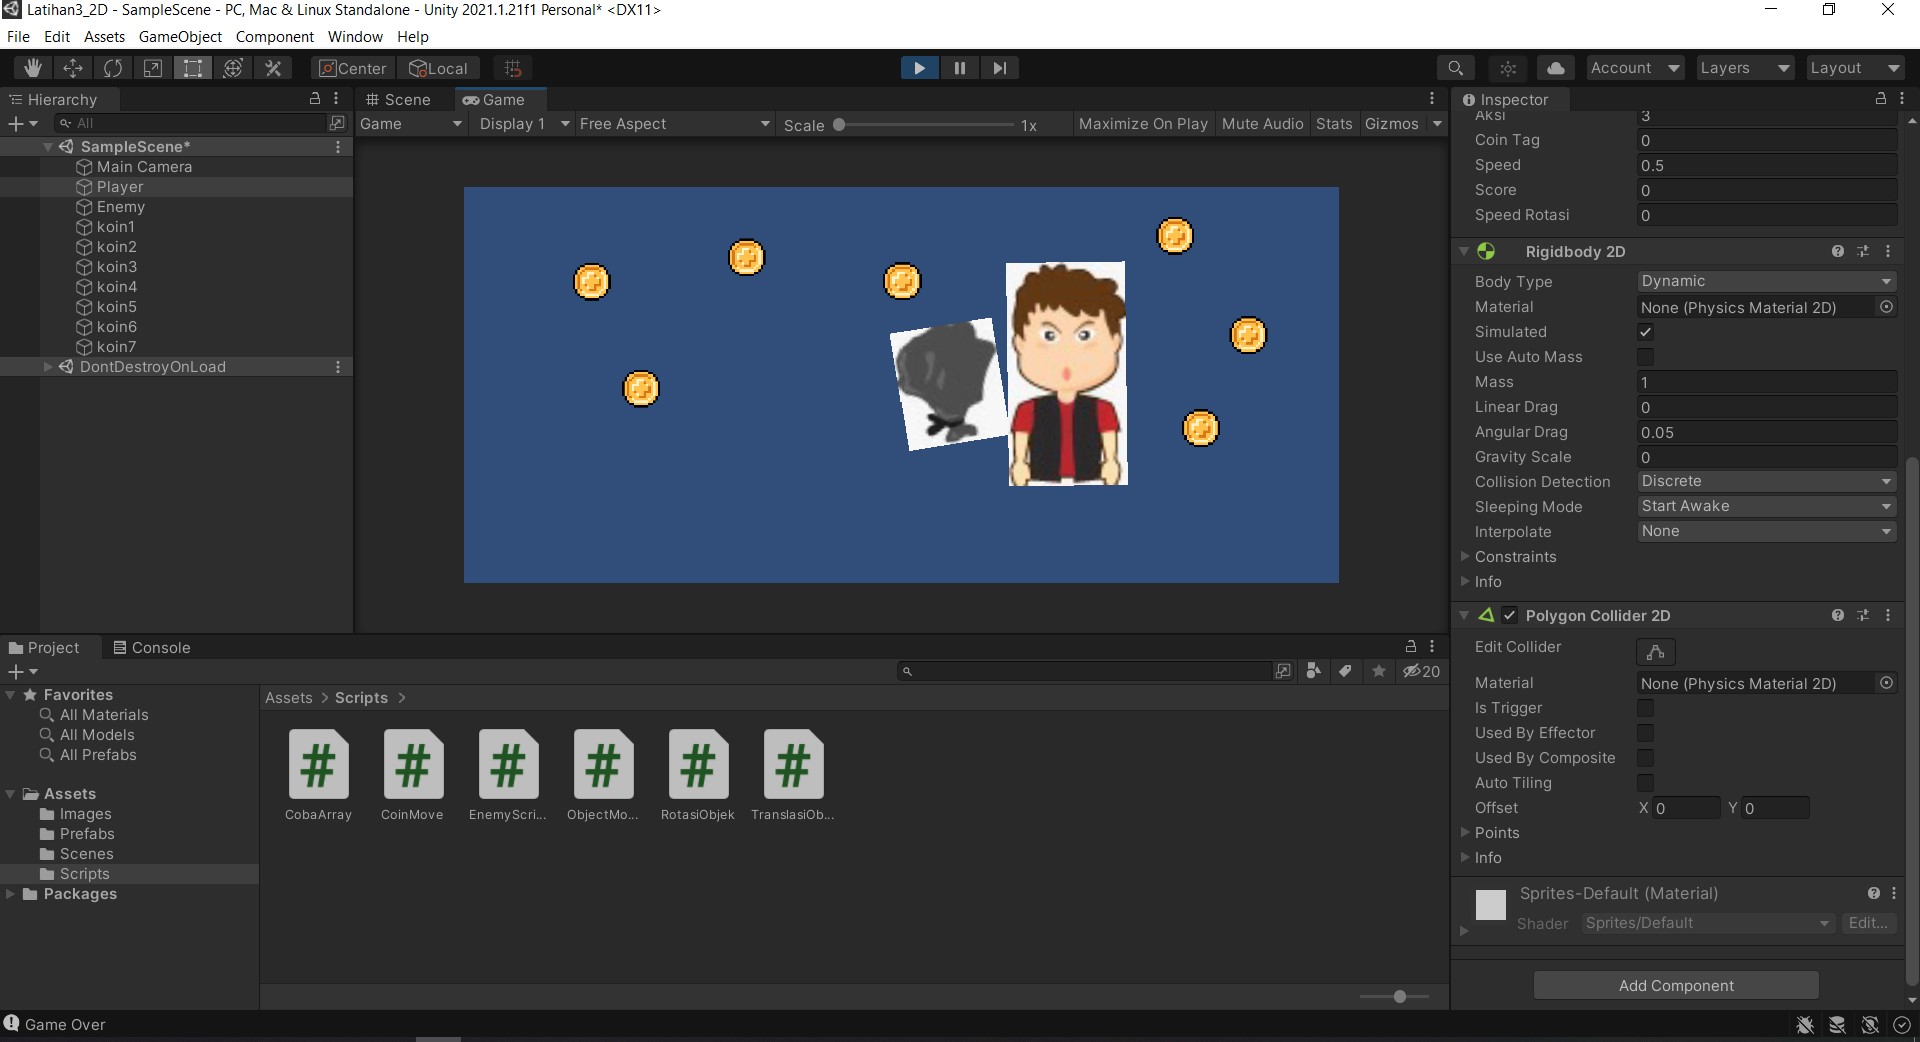 Latihan3_2D - SampleScene - PC, Mac & Linux Standalone - Unity 2021.1.21f1 Personal* <DX11>
File Edit Assets GameObject Component Window Help
Center Local Account Layers Layout
Hierarchy
All
SampleScene*
Main Camera
Player
Enemy
koin1
koin2
koin3
koin4
koin5
koin6
koin7
DontDestroyOnLoad
Scene Game
Game Display 1 Free Aspect Scale 1x Maximize On Play Mute Audio Stats Gizmos
Inspector
Aksi 3
Coin Tag 0
Speed 0.5
Score 0
Speed Rotasi 0
Rigidbody 2D
Body Type Dynamic
Material None (Physics Material 2D)
Simulated
Use Auto Mass
Mass 1
Linear Drag 0
Angular Drag 0.05
Gravity Scale 0
Collision Detection Discrete
Sleeping Mode Start Awake
Interpolate None
Constraints
Info
Polygon Collider 2D
Edit Collider
Material None (Physics Material 2D)
Is Trigger
Used By Effector
Used By Composite
Auto Tiling
Offset X 0 Y 0
Points
Info
Sprites-Default (Material)
Shader Sprites/Default Edit...
Add Component
Project Console
20
Favorites
All Materials
All Models
All Prefabs
Assets
Images
Prefabs
Scenes
Scripts
Packages
Assets > Scripts >
CobaArray CoinMove EnemyScri... ObjectMo... RotasiObjek TranslasiOb...
Game Over